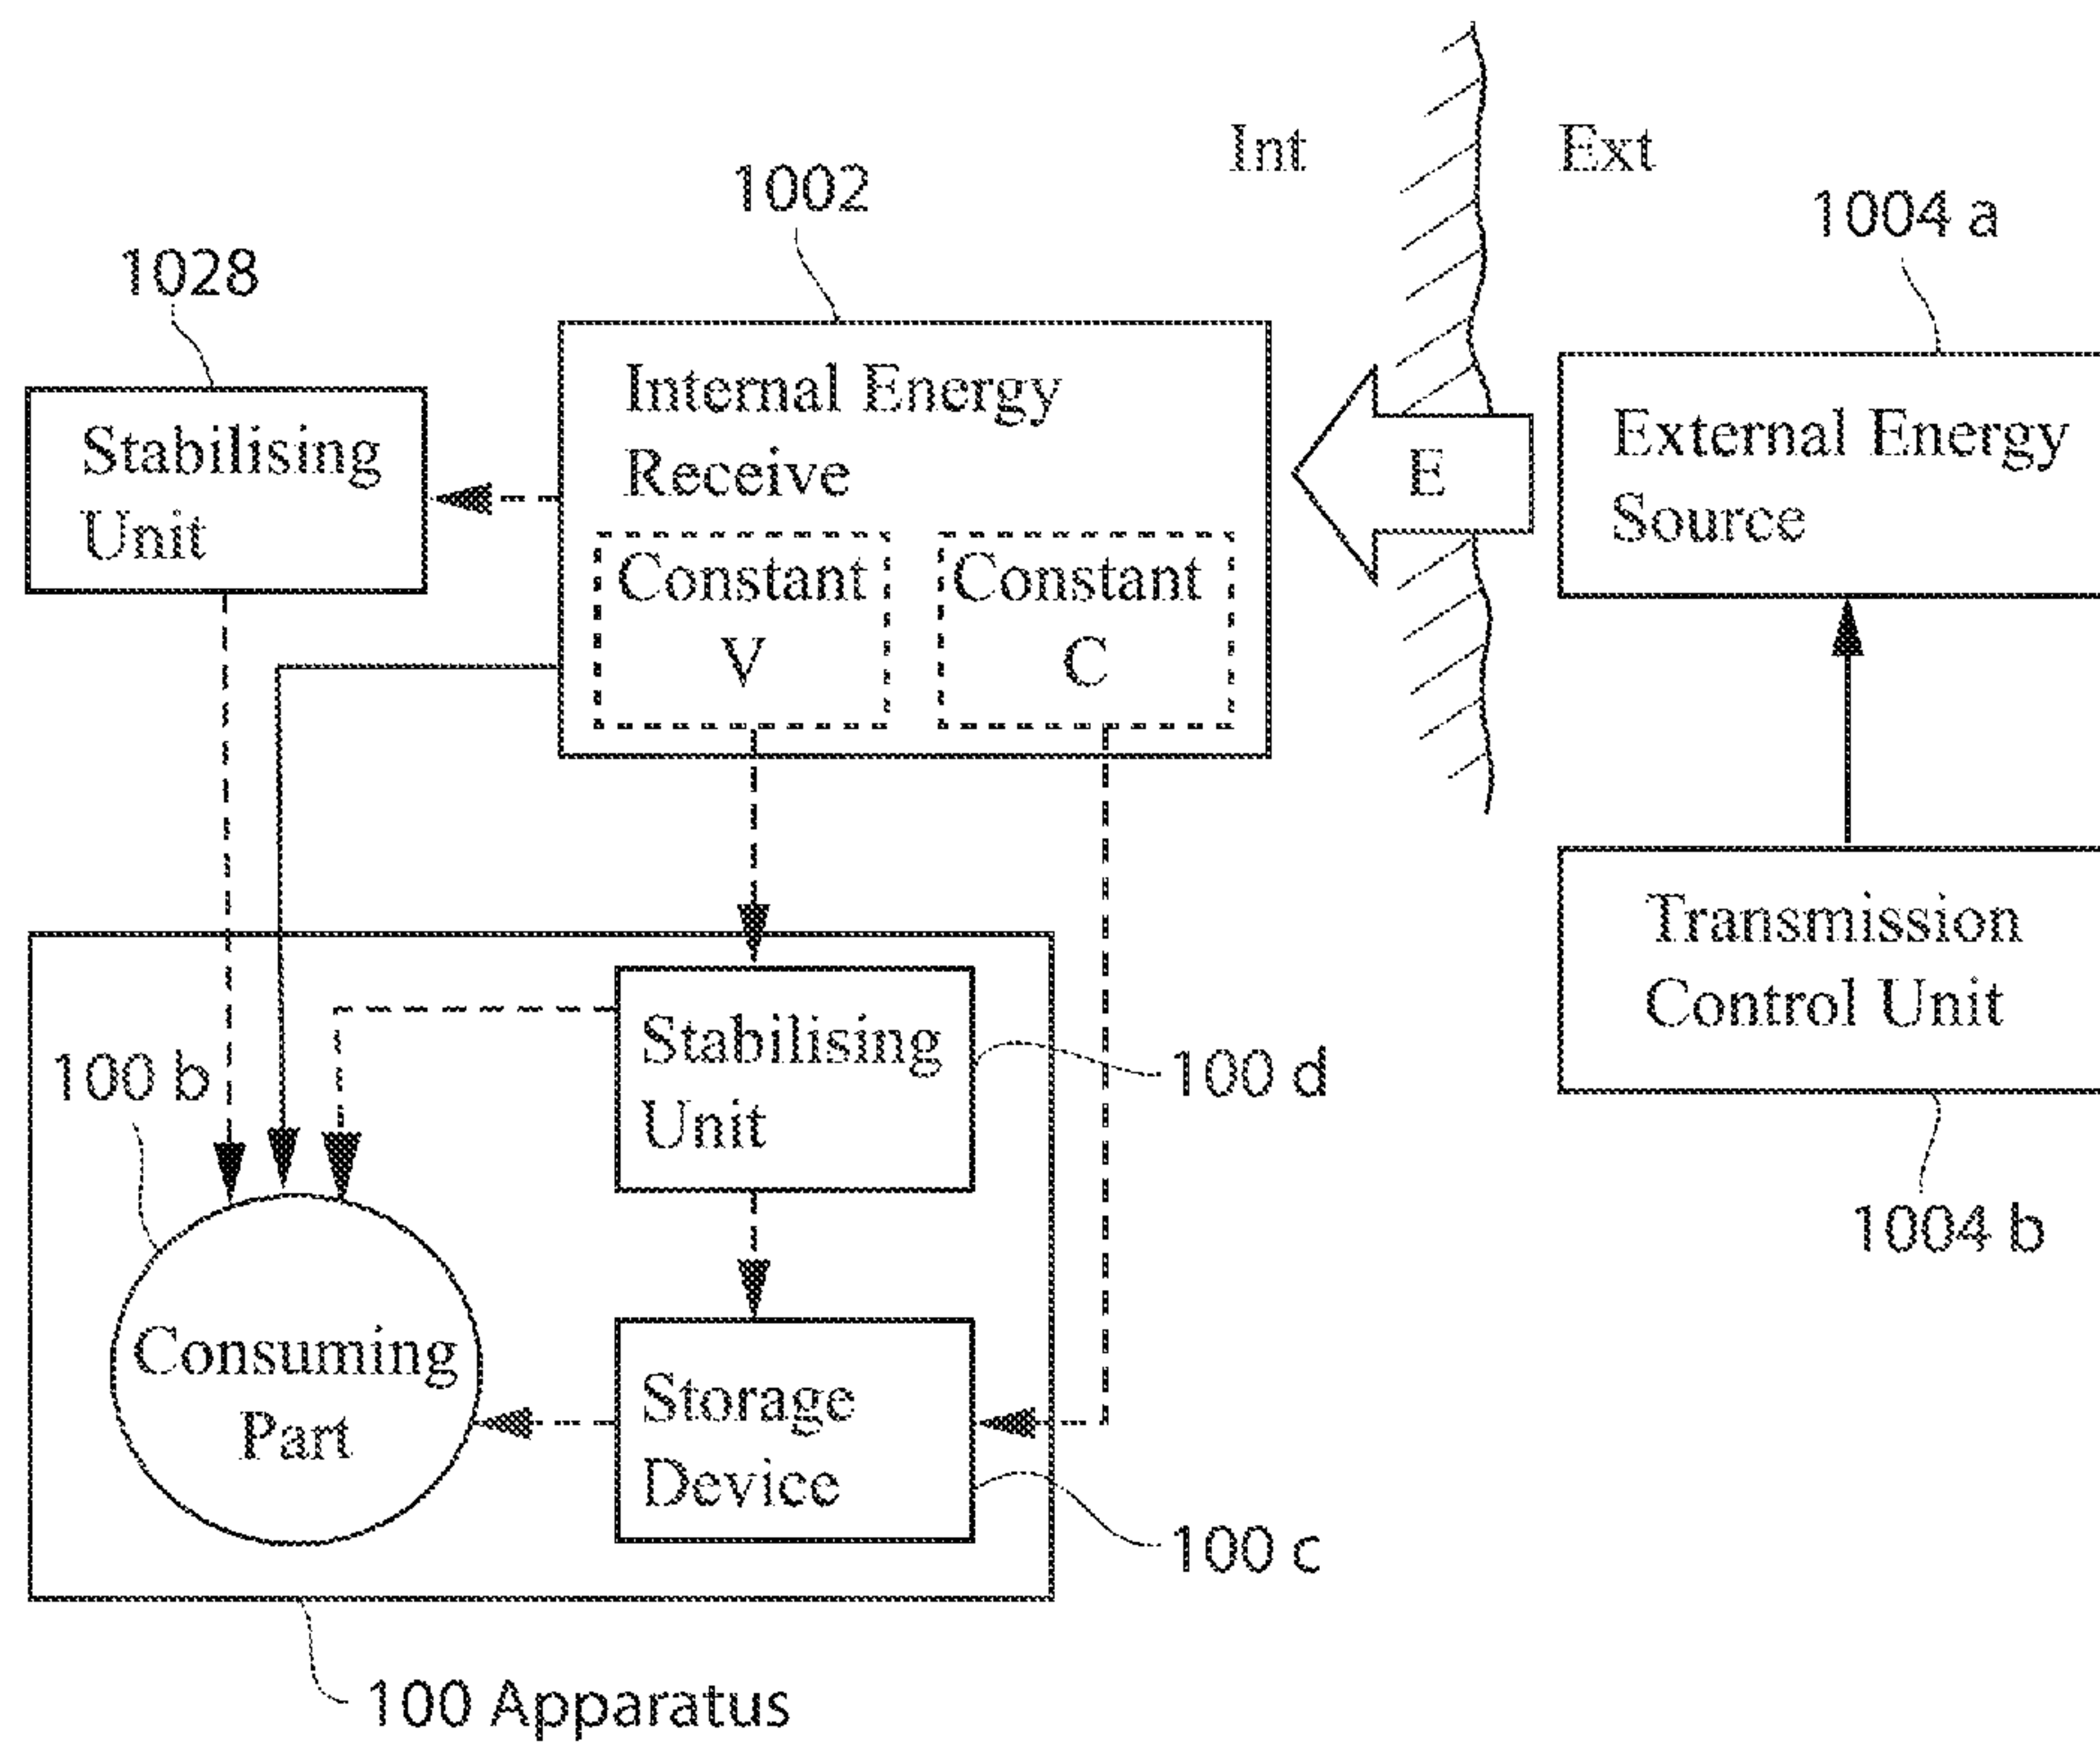 Int
Ext
1002
1004 a
1028
Internal Energy
Receive
Stabilising
Unit
Constant
V
Constant
C
E
External Energy
Source
Transmission
Control Unit
1004 b
Stabilising
Unit
100 d
100 b
Consuming
Part
Storage
Device
100 c
100 Apparatus